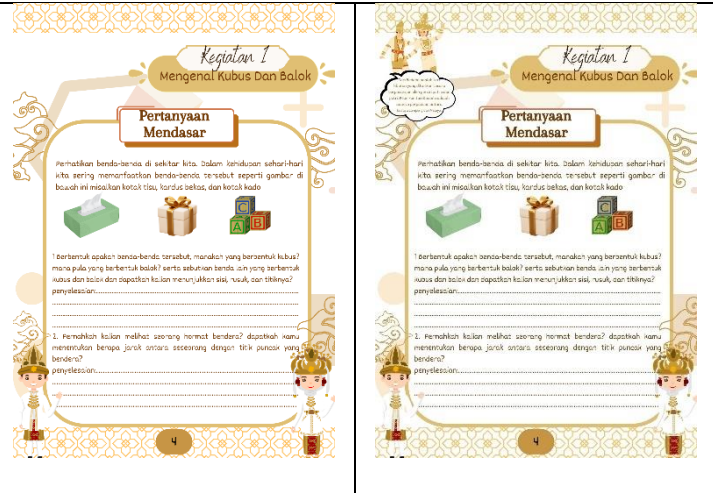 Kegiatan 1
Mengenal Kubus Dan Balok
Pertanyaan
Mendasar
Perhatikan benda-benda di sekitar kita. Dalam kehidupan sehari-hari
kita sering memanfaatkan benda-benda tersebut seperti gambar di
bawah ini misalkan kotak tisu, kardus bekas, dan kotak kado
C
A B
1 Berbentuk apakah benda-benda tersebut, manakah yang berbentuk kubus?
mana pula yang berbentuk balok? serta sebutkan benda lain yang berbentuk
kubus dan balok dan dapatkah kalian menunjukkan sisi, rusuk, dan titiknya?
penyelesaian:
2. Pernahkah kalian melihat seorang hormat bendera? dapatkah kamu
menentukan berapa jarak antara seseorang dengan titik puncak yang
bendera?
penyelesaian:
4
Kegiatan 1
Mengenal Kubus Dan Balok
Pertanyaan
Mendasar
Perhatikan benda-benda di sekitar kita. Dalam kehidupan sehari-hari
kita sering memanfaatkan benda-benda tersebut seperti gambar di
bawah ini misalkan kotak tisu, kardus bekas, dan kotak kado
C
A B
1 Berbentuk apakah benda-benda tersebut, manakah yang berbentuk kubus?
mana pula yang berbentuk balok? serta sebutkan benda lain yang berbentuk
kubus dan balok dan dapatkah kalian menunjukkan sisi, rusuk, dan titiknya?
penyelesaian:
2. Pernahkah kalian melihat seorang hormat bendera? dapatkah kamu
menentukan berapa jarak antara seseorang dengan titik puncak yang
bendera?
penyelesaian:
4